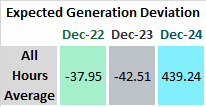 Expected Generation Deviation
Dec-22 Dec-23 Dec-24
All Hours Average -37.95 -42.51 439.24